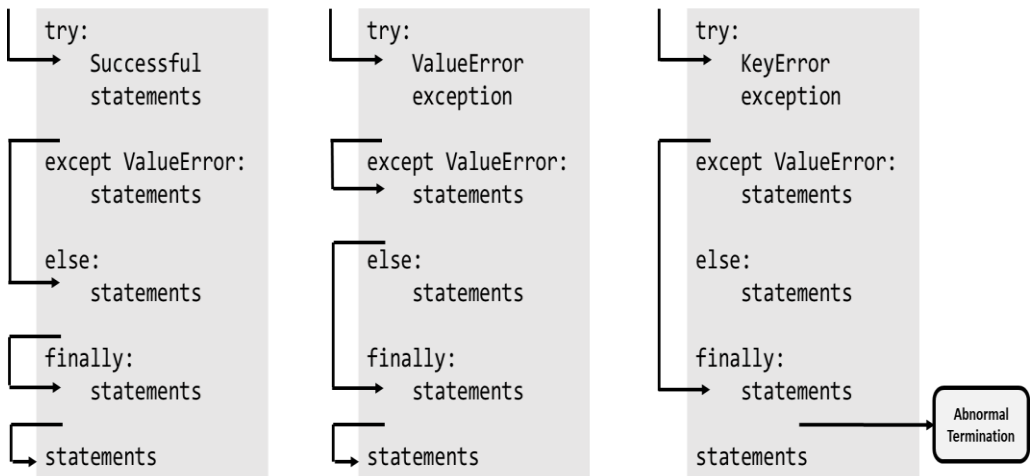 try:
Successful
statements
except ValueError:
statements
else:
statements
finally:
statements
statements
try:
ValueError
exception
except ValueError:
statements
else:
statements
finally:
statements
statements
try:
KeyError
exception
except ValueError:
statements
else:
statements
finally:
statements
statements
Abnormal
Termination